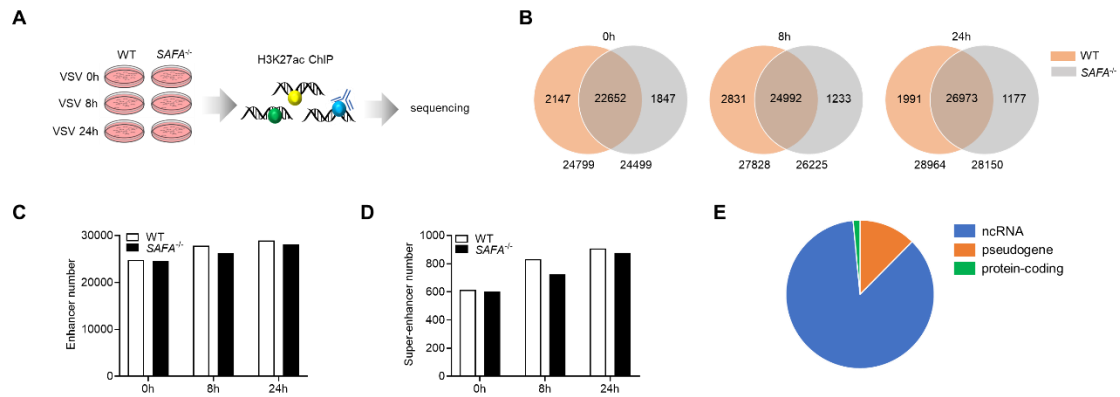 A
WT SAFA-/-
VSV 0h
VSV 8h
VSV 24h
H3K27ac ChIP
sequencing
B
0h
2147 22652 1847
24799 24499
8h
2831 24992 1233
27828 26225
24h
1991 26973 1177
28964 28150
WT
SAFA-/-
C
Enhancer number
30000
20000
10000
0
0h 8h 24h
WT
SAFA-/-
D
Super-enhancer number
1000
800
600
400
200
0
0h 8h 24h
WT
SAFA-/-
E
ncRNA
pseudogene
protein-coding